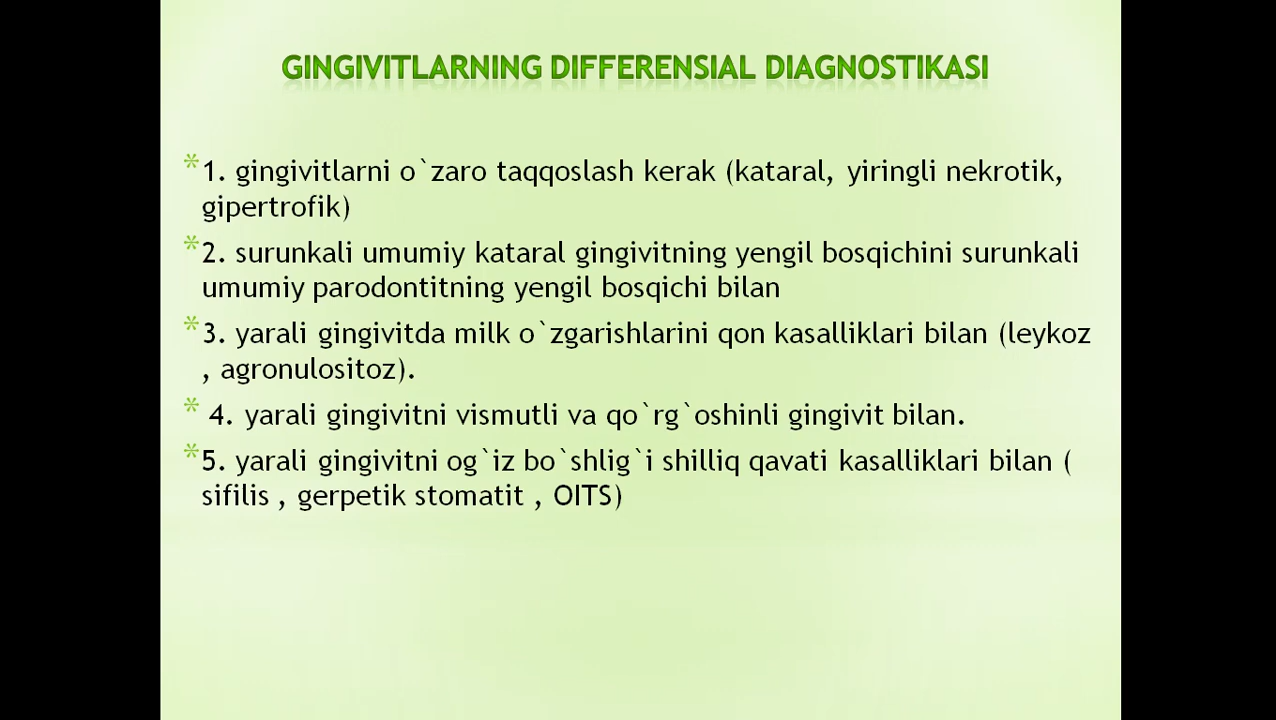 GINGIVITLARNING DIFFERENSIAL DIAGNOSTIKASI
* 1. gingivitlarni o`zaro taqqoslash kerak (kataral, yiringli nekrotik,
gipertrofik)
* 2. surunkali umumiy kataral gingivitning yengil bosqichini surunkali
umumiy parodontitning yengil bosqichi bilan
* 3. yarali gingivitda milk o`zgarishlarini qon kasalliklari bilan (leykoz
, agronulositoz).
* 4. yarali gingivitni vismutli va qo`rg`oshinli gingivit bilan.
* 5. yarali gingivitni og`iz bo`shlig`i shilliq qavati kasalliklari bilan (
sifilis , gerpetik stomatit , OITS)